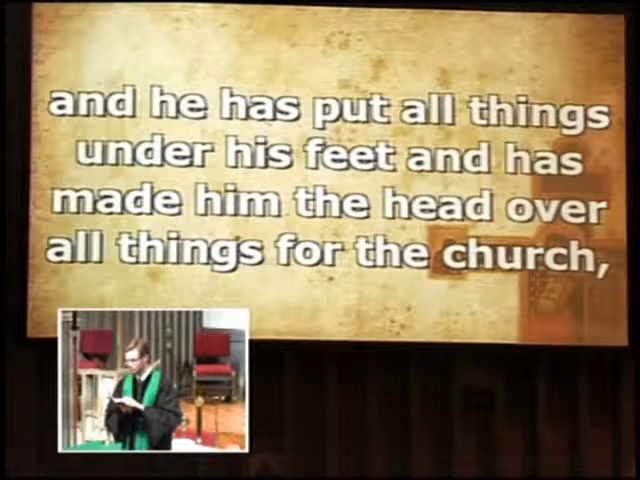 and he has put all things
under his feet and has
made him the head over
all things for the church,